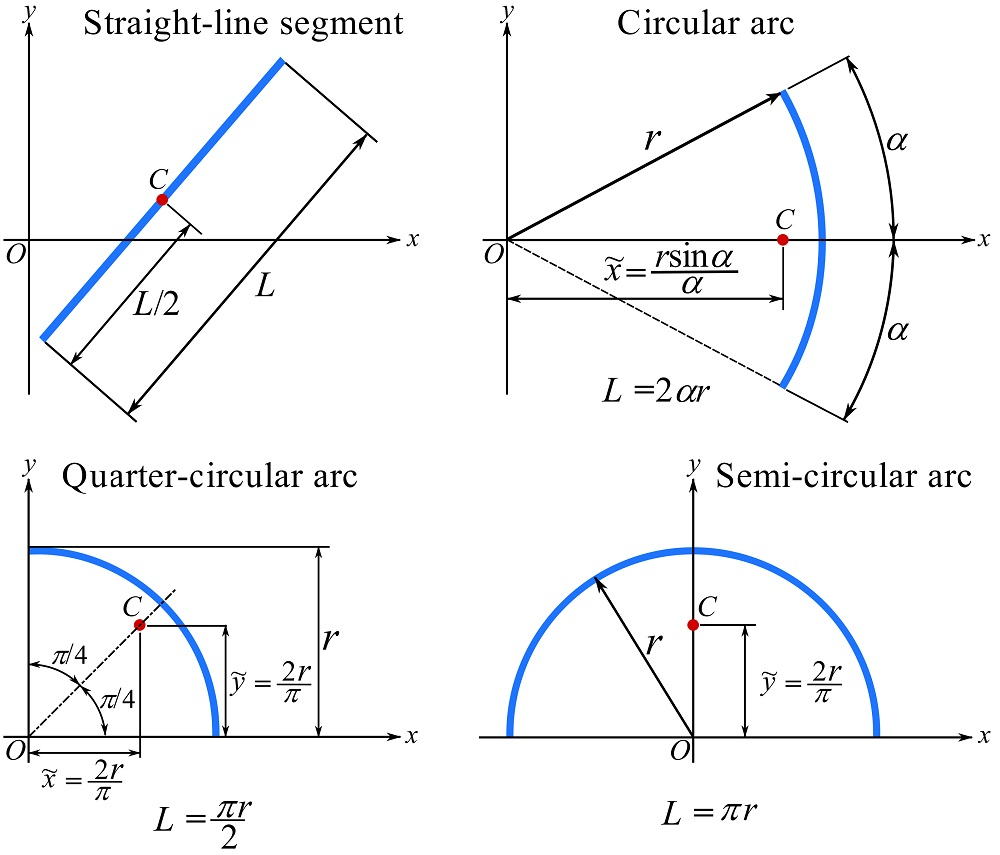 y
Straight-line segment
C
O
x
L/2
L
y
Circular arc
r
α
C
O
x
x̃ = rsinα/α
α
L = 2αr
y
Quarter-circular arc
C
r
π/4
π/4
ỹ = 2r/π
O
x
x̃ = 2r/π
L = πr/2
y
Semi-circular arc
C
r
ỹ = 2r/π
O
x
L = πr